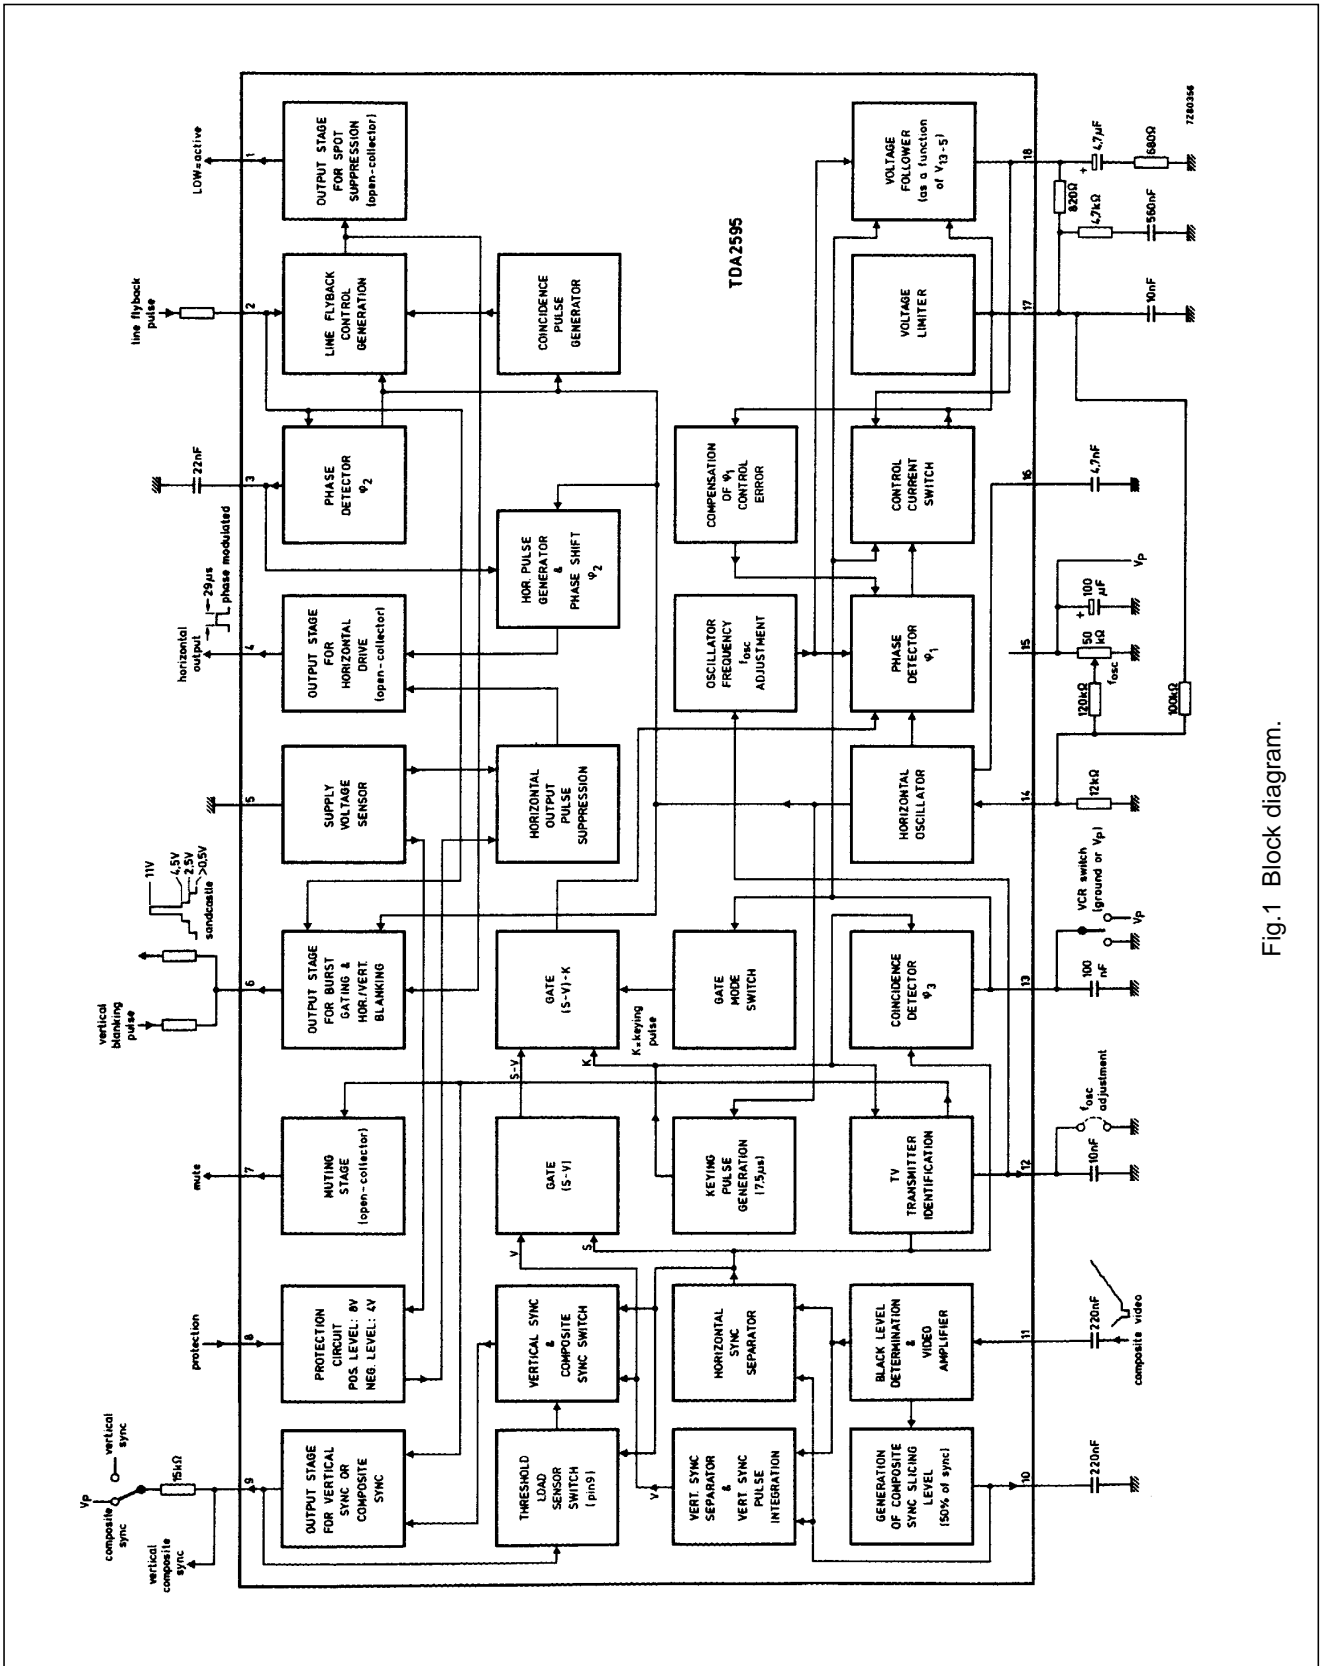 Vp
composite
sync
vertical
sync
15kΩ
vertical
composite
sync
protection
mute
vertical
blanking
pulse
11V
4,5V
2,5V
>0,5V
sandcastle
horizontal
output
29μs
phase modulated
22nF
line flyback
pulse
LOW=active
9
8
7
6
5
4
3
2
1
OUTPUT STAGE
FOR VERTICAL
SYNC OR
COMPOSITE
SYNC
PROTECTION
CIRCUIT
POS. LEVEL: 8V
NEG. LEVEL: 4V
MUTING
STAGE
(open-collector)
OUTPUT STAGE
FOR BURST
GATING &
HOR./VERT.
BLANKING
SUPPLY
VOLTAGE
SENSOR
OUTPUT STAGE
FOR
HORIZONTAL
DRIVE
(open-collector)
PHASE
DETECTOR
φ2
LINE FLYBACK
CONTROL
GENERATION
OUTPUT STAGE
FOR SPOT
SUPPRESSION
(open-collector)
THRESHOLD
LOAD
SENSOR
SWITCH
(pin9)
VERTICAL SYNC
&
COMPOSITE
SYNC SWITCH
V
S
GATE
(S-V)
S-V
K
GATE
(S-V)-K
HORIZONTAL
OUTPUT
PULSE
SUPPRESSION
HOR. PULSE
GENERATOR
&
PHASE SHIFT
φ2
COINCIDENCE
PULSE
GENERATOR
V
VERT. SYNC
SEPARATOR
&
VERT SYNC
PULSE
INTEGRATION
HORIZONTAL
SYNC
SEPARATOR
KEYING
PULSE
GENERATION
(7,5μs)
K=keying
pulse
GATE
MODE
SWITCH
OSCILLATOR
FREQUENCY
fosc
ADJUSTMENT
COMPENSATION
OF φ1
CONTROL
ERROR
TDA2595
GENERATION
OF COMPOSITE
SYNC SLICING
LEVEL
(50% of sync)
BLACK LEVEL
DETERMINATION
&
VIDEO
AMPLIFIER
TV
TRANSMITTER
IDENTIFICATION
COINCIDENCE
DETECTOR
φ3
HORIZONTAL
OSCILLATOR
PHASE
DETECTOR
φ1
CONTROL
CURRENT
SWITCH
VOLTAGE
LIMITER
VOLTAGE
FOLLOWER
(as a function
of V13-5)
10
11
12
13
14
15
16
17
18
220nF
220nF
composite video
10nF
fosc
adjustment
100
nF
VCR switch
(ground or Vp)
Vp
12kΩ
120kΩ
50
kΩ
fosc
+
100
μF
Vp
100kΩ
4,7nF
10nF
820Ω
4,7kΩ
560nF
+
4,7μF
680Ω
7Z80356
Fig.1 Block diagram.